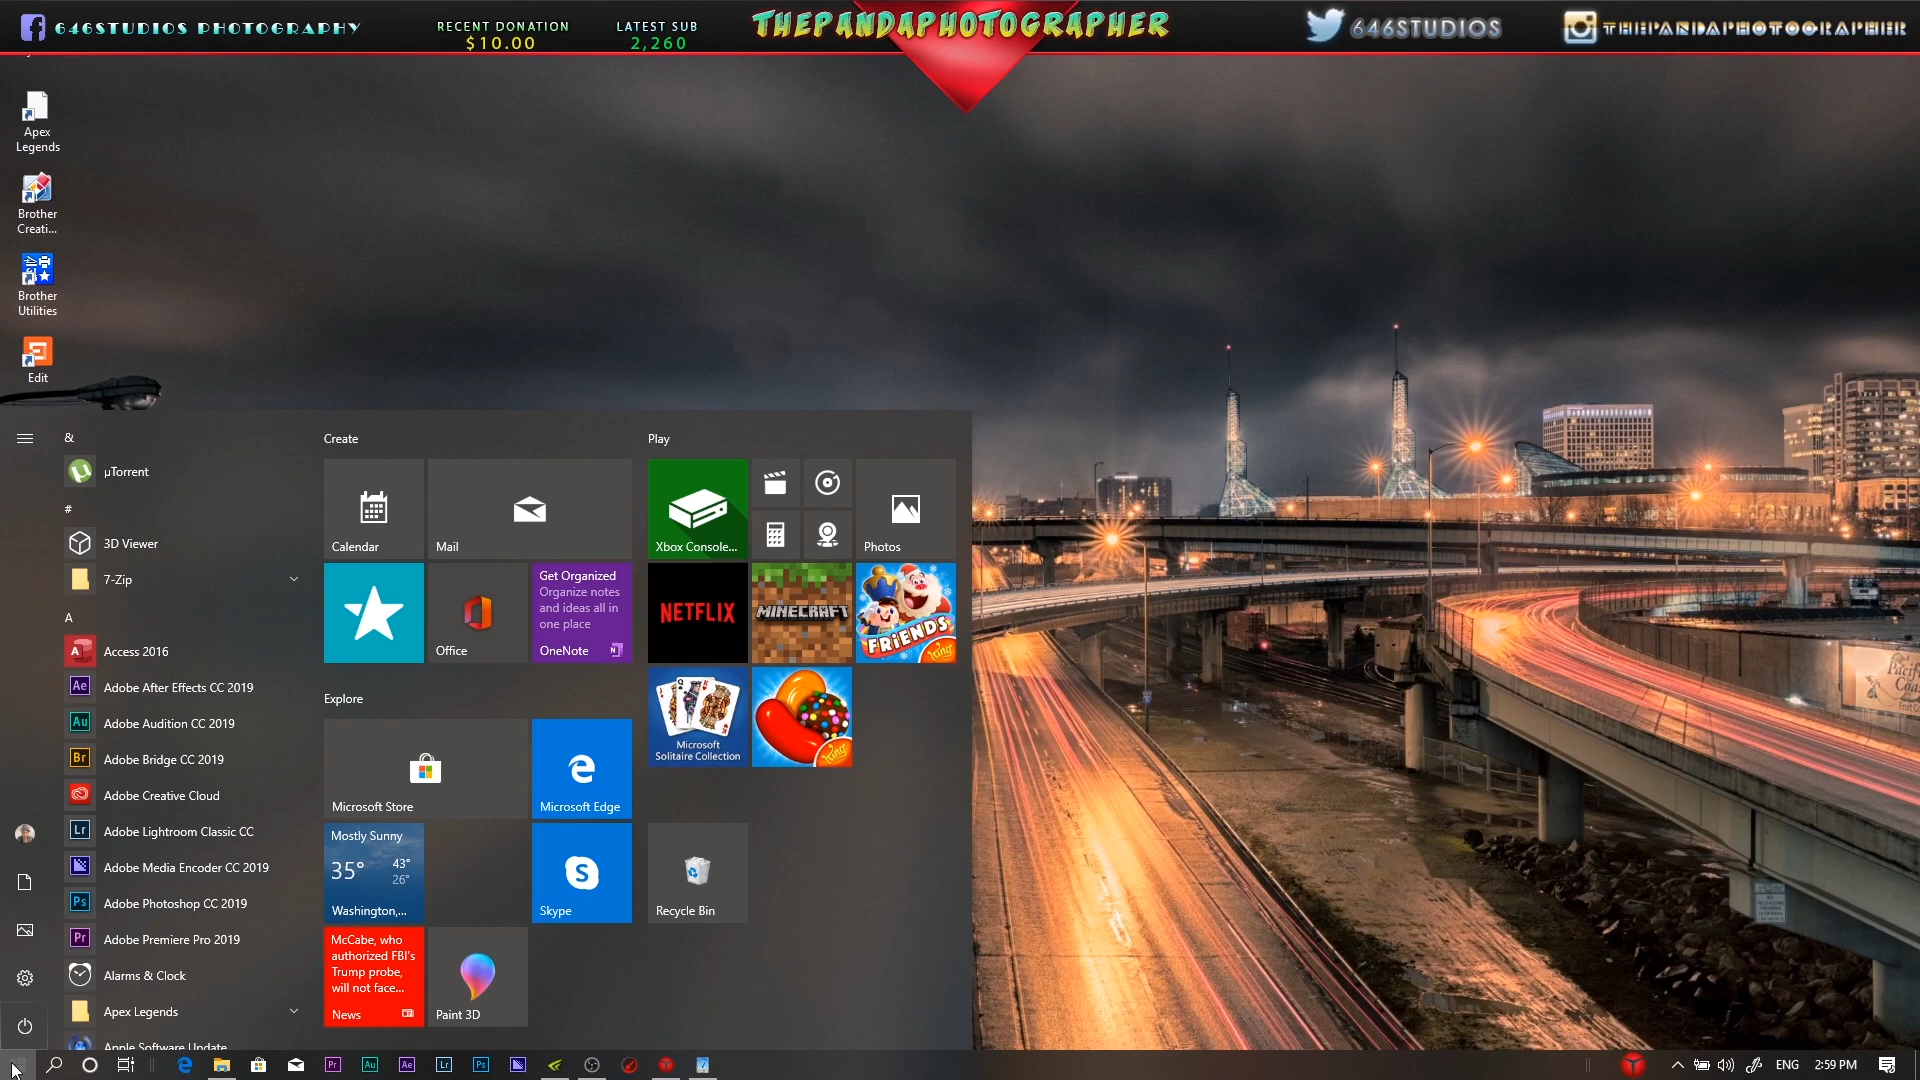 646STUDIOS PHOTOGRAPHY
RECENT DONATION
$10.00
LATEST SUB
2,260
THEPANDAPHOTOGRAPHER
646STUDIOS
THEPANDAPHOTOGRAPHER
Apex
Legends
Brother
Creati...
Brother
Utilities
Edit
&
µTorrent
#
3D Viewer
7-Zip
A
Access 2016
Adobe After Effects CC 2019
Adobe Audition CC 2019
Adobe Bridge CC 2019
Adobe Creative Cloud
Adobe Lightroom Classic CC
Adobe Media Encoder CC 2019
Adobe Photoshop CC 2019
Adobe Premiere Pro 2019
Alarms & Clock
Apex Legends
Apple Software Update
Create
Calendar
Mail
Office
Get Organized
Organize notes
and ideas all in
one place
OneNote
Explore
Microsoft Store
Microsoft Edge
Mostly Sunny
35°
43°
26°
Washington,...
Skype
McCabe, who
authorized FBI's
Trump probe,
will not face...
News
Paint 3D
Play
Xbox Console...
Photos
NETFLIX
MINECRAFT
FRIENDS
King
Microsoft
Solitaire Collection
King
Recycle Bin
ENG
2:59 PM